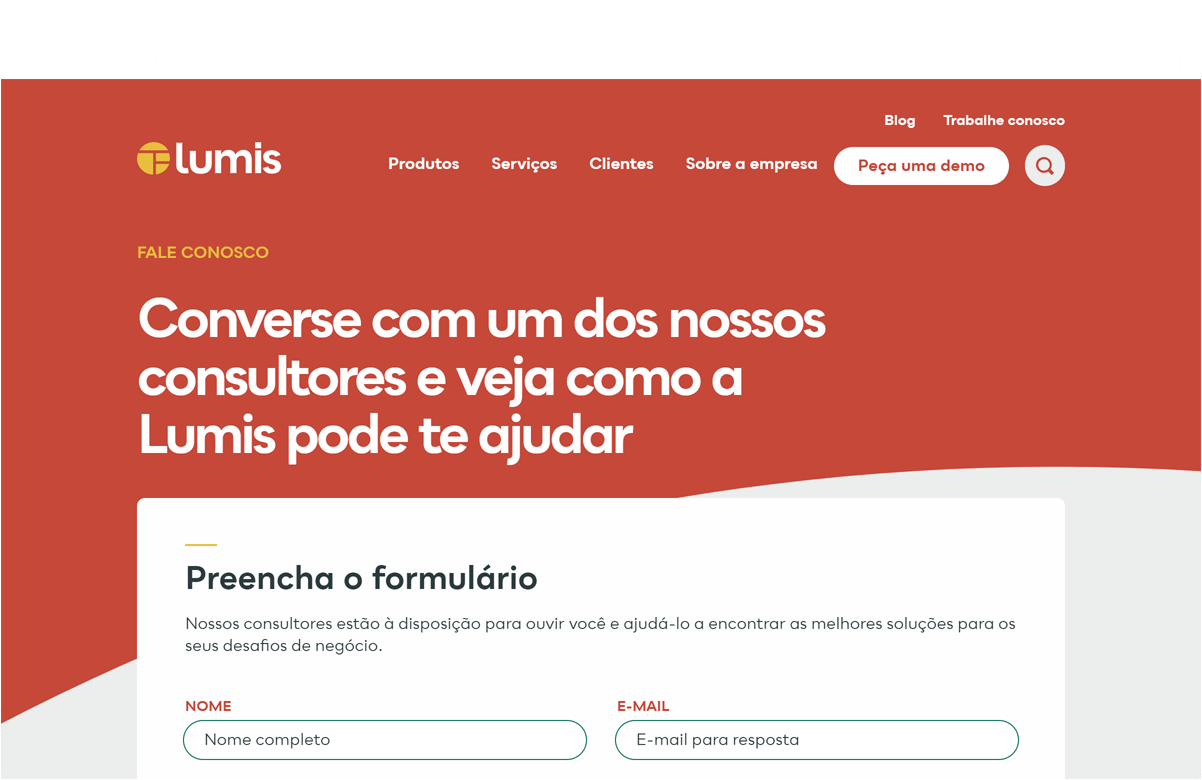 Blog Trabalhe conosco
lumis Produtos Serviços Clientes Sobre a empresa Peça uma demo
FALE CONOSCO
Converse com um dos nossos
consultores e veja como a
Lumis pode te ajudar
Preencha o formulário
Nossos consultores estão à disposição para ouvir você e ajudá-lo a encontrar as melhores soluções para os
seus desafios de negócio.
NOME E-MAIL
Nome completo E-mail para resposta